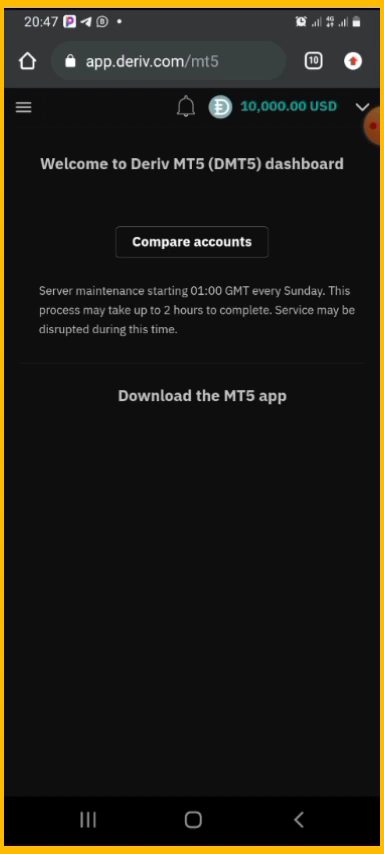 20:47
app.deriv.com/mt5
10
10,000.00 USD
Welcome to Deriv MT5 (DMT5) dashboard
Compare accounts
Server maintenance starting 01:00 GMT every Sunday. This
process may take up to 2 hours to complete. Service may be
disrupted during this time.
Download the MT5 app